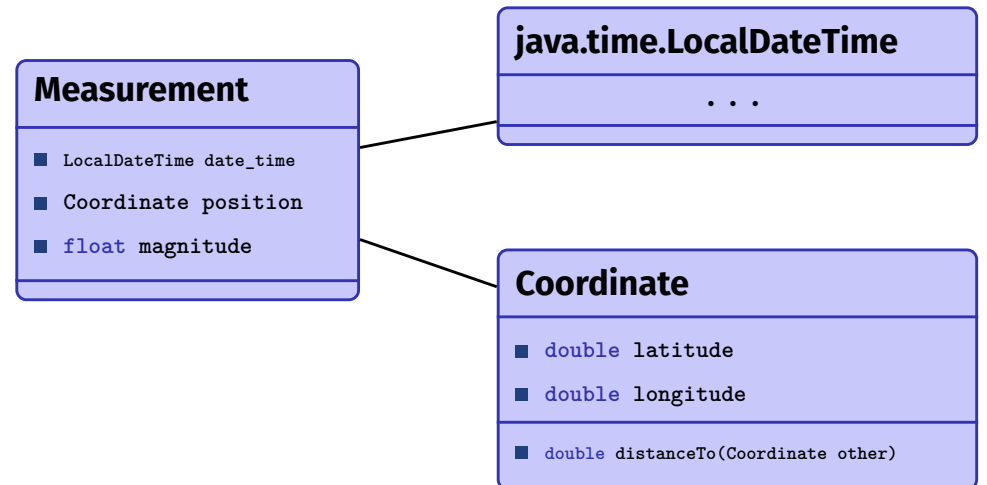 Measurement
LocalDateTime date_time
Coordinate position
float magnitude
java.time.LocalDateTime
...
Coordinate
double latitude
double longitude
double distanceTo(Coordinate other)